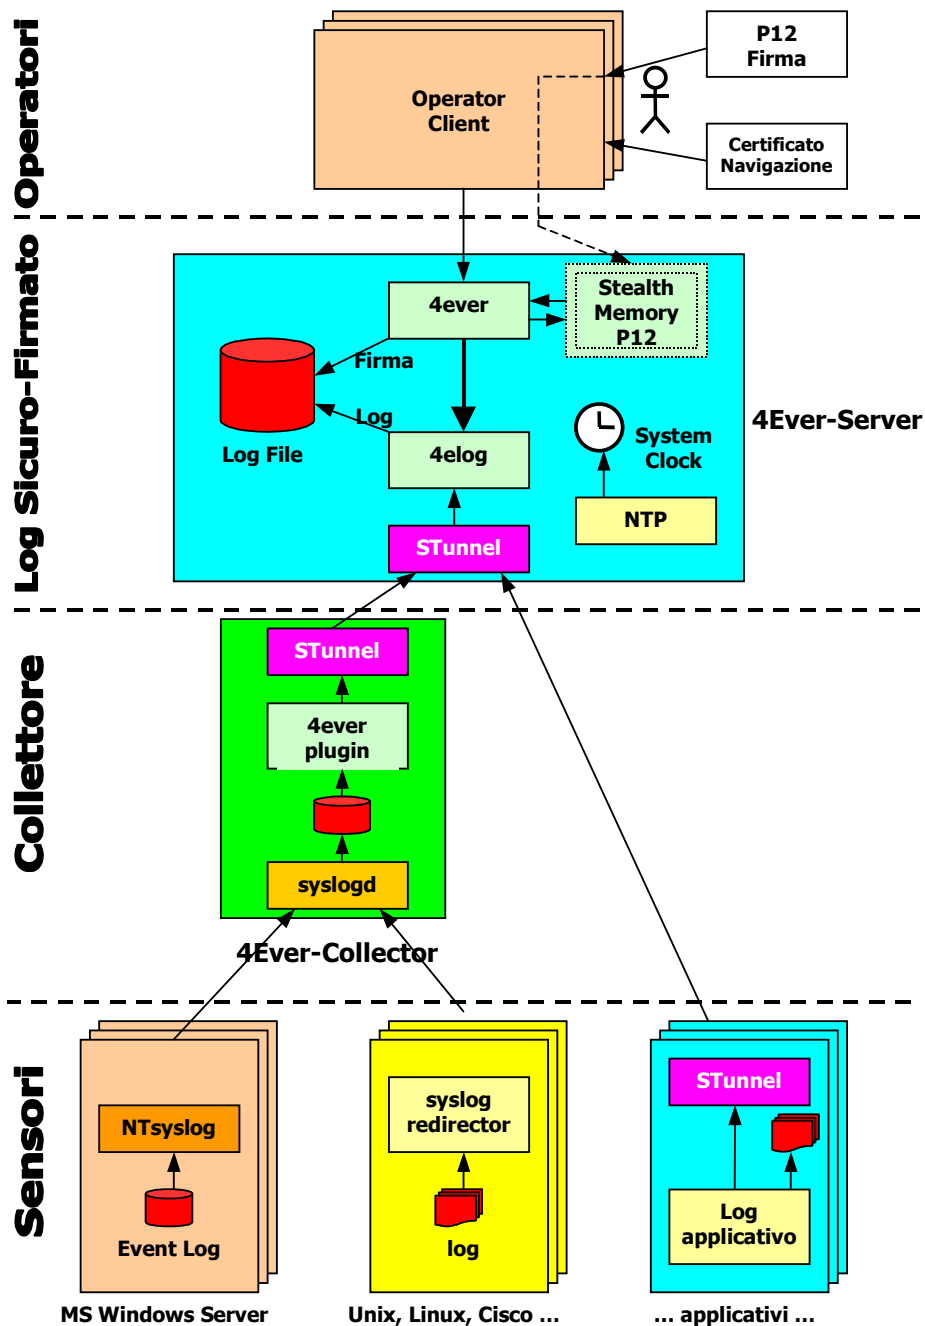 Operatori
Operator
Client
P12
Firma
Certificato
Navigazione
Log Sicuro-Firmato
4ever
Stealth
Memory
P12
Firma
Log
Log File
4elog
System
Clock
NTP
STunnel
4Ever-Server
Collettore
STunnel
4ever
plugin
syslogd
4Ever-Collector
Sensori
NTsyslog
Event Log
MS Windows Server
syslog
redirector
log
Unix, Linux, Cisco ...
STunnel
Log
applicativo
... applicativi ...